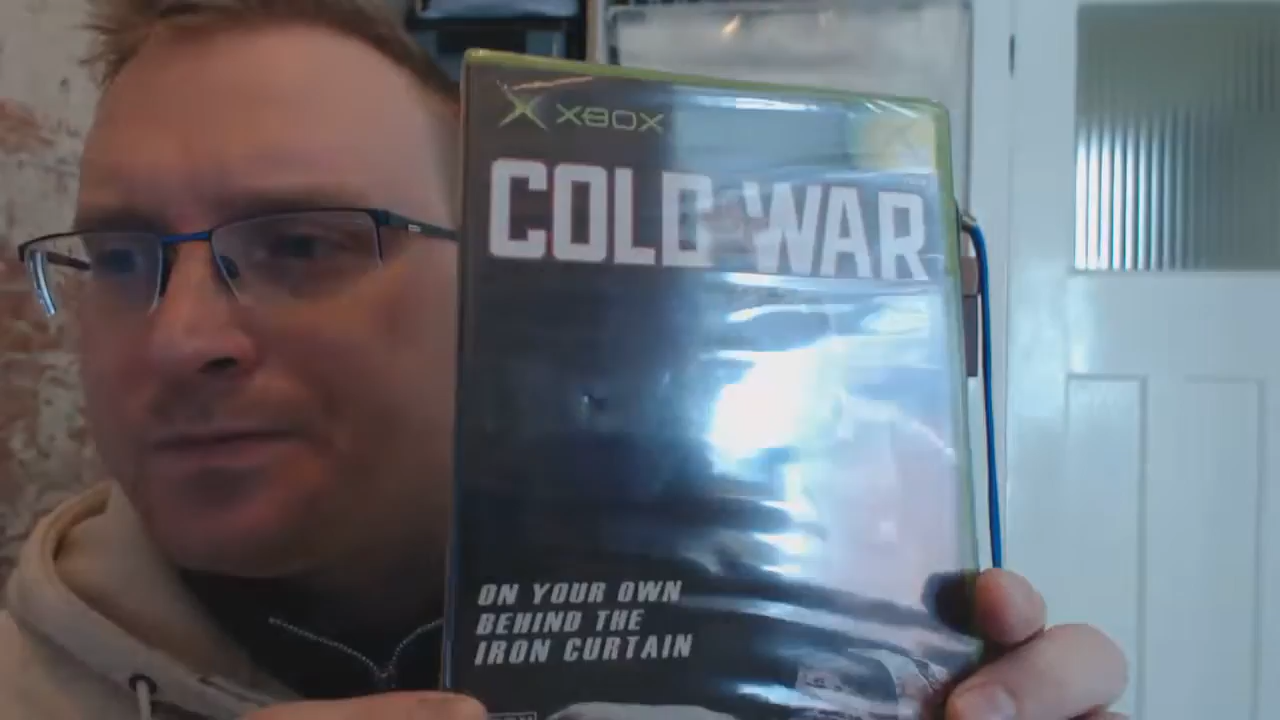 XBOX
COLD WAR
ON YOUR OWN
BEHIND THE
IRON CURTAIN